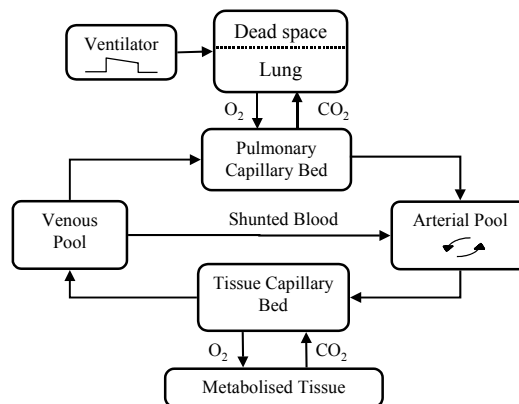 Ventilator
Dead space
Lung
O₂
CO₂
Pulmonary
Capillary Bed
Venous
Pool
Shunted Blood
Arterial Pool
Tissue Capillary
Bed
O₂
CO₂
Metabolised Tissue